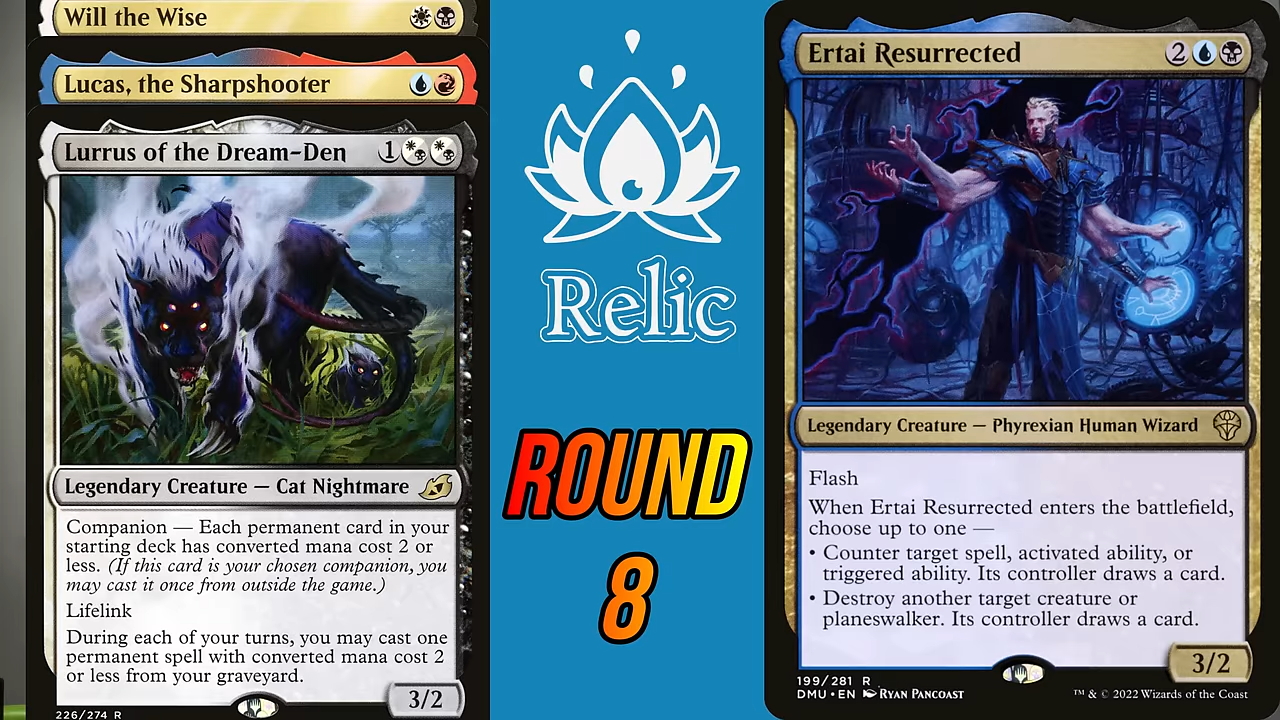 Will the Wise
Lucas, the Sharpshooter
Lurrus of the Dream-Den 1
Legendary Creature — Cat Nightmare
Companion — Each permanent card in your
starting deck has converted mana cost 2 or
less. (If this card is your chosen companion, you
may cast it once from outside the game.)
Lifelink
During each of your turns, you may cast one
permanent spell with converted mana cost 2
or less from your graveyard.
3/2
226/274 R
Relic
ROUND
8
Ertai Resurrected 2
Legendary Creature — Phyrexian Human Wizard
Flash
When Ertai Resurrected enters the battlefield,
choose up to one —
• Counter target spell, activated ability, or
triggered ability. Its controller draws a card.
• Destroy another target creature or
planeswalker. Its controller draws a card.
3/2
199/281 R
DMU • EN Ryan Pancoast
™ & © 2022 Wizards of the Coast